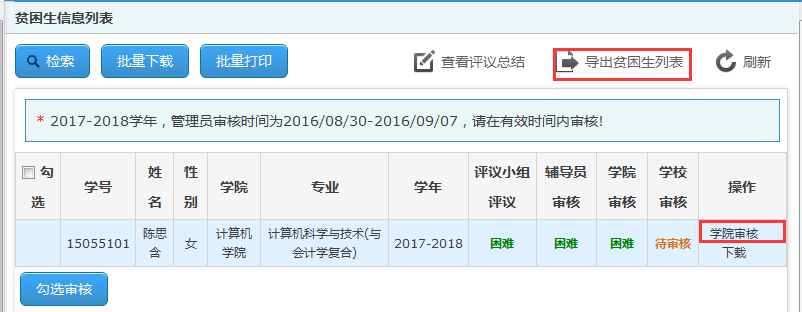 贫困生信息列表
检索 批量下载 批量打印 查看评议总结 导出贫困生列表 刷新
* 2017-2018学年，管理员审核时间为2016/08/30-2016/09/07，请在有效时间内审核!
勾选 学号 姓名 性别 学院 专业 学年 评议小组评议 辅导员审核 学院审核 学校审核 操作
15055101 陈思含 女 计算机学院 计算机科学与技术(与会计学复合) 2017-2018 困难 困难 困难 待审核 学院审核
下载
勾选审核